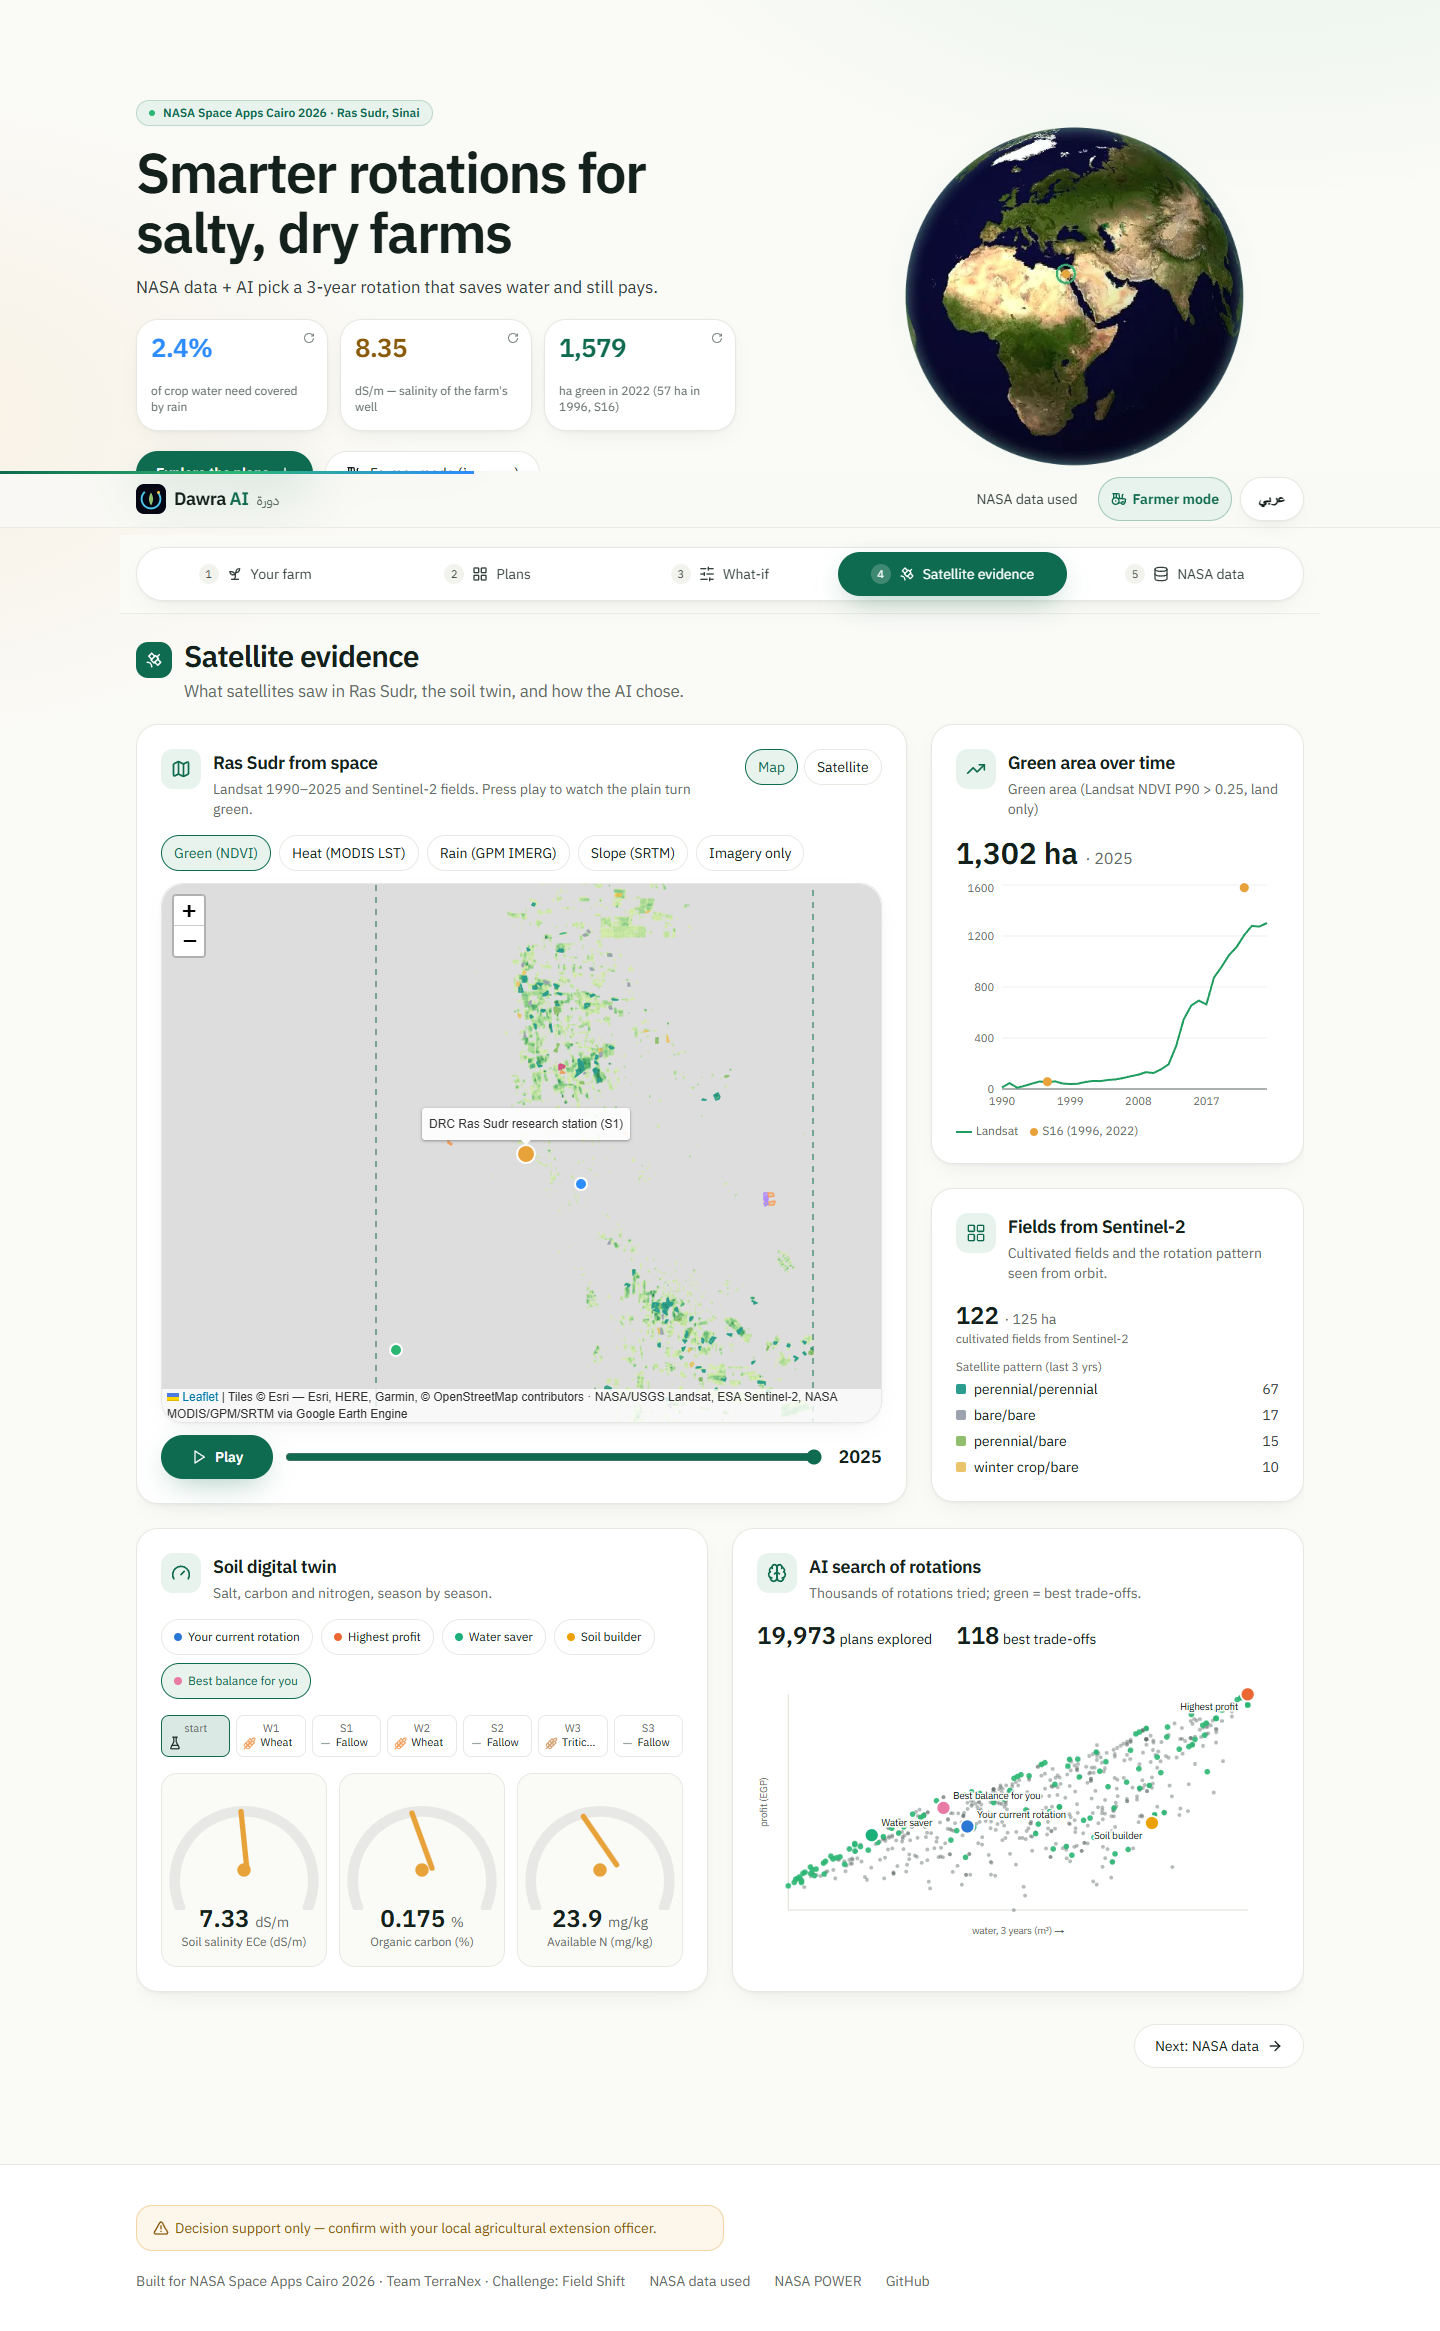 NASA Space Apps Cairo 2026 · Ras Sudr, Sinai
Smarter rotations for
salty, dry farms
NASA data + AI pick a 3-year rotation that saves water and still pays.
2.4%
of crop water need covered
by rain
8.35
dS/m — salinity of the farm's
well
1,579
ha green in 2022 (57 ha in
1996, S16)
Dawra AI دورة
NASA data used
Farmer mode
عربي
1 Your farm
2 Plans
3 What-if
4 Satellite evidence
5 NASA data
Satellite evidence
What satellites saw in Ras Sudr, the soil twin, and how the AI chose.
Ras Sudr from space
Landsat 1990–2025 and Sentinel-2 fields. Press play to watch the plain turn
green.
Map
Satellite
Green (NDVI)
Heat (MODIS LST)
Rain (GPM IMERG)
Slope (SRTM)
Imagery only
+
−
DRC Ras Sudr research station (S1)
Leaflet | Tiles © Esri — Esri, HERE, Garmin, © OpenStreetMap contributors · NASA/USGS Landsat, ESA Sentinel-2, NASA
MODIS/GPM/SRTM via Google Earth Engine
Play
2025
Green area over time
Green area (Landsat NDVI P90 > 0.25, land
only)
1,302 ha · 2025
1600
1200
800
400
0
1990
1999
2008
2017
Landsat
S16 (1996, 2022)
Fields from Sentinel-2
Cultivated fields and the rotation pattern
seen from orbit.
122 · 125 ha
cultivated fields from Sentinel-2
Satellite pattern (last 3 yrs)
perennial/perennial 67
bare/bare 17
perennial/bare 15
winter crop/bare 10
Soil digital twin
Salt, carbon and nitrogen, season by season.
Your current rotation
Highest profit
Water saver
Soil builder
Best balance for you
start
W1
Wheat
S1
Fallow
W2
Wheat
S2
Fallow
W3
Tritic...
S3
Fallow
7.33 dS/m
Soil salinity ECe (dS/m)
0.175 %
Organic carbon (%)
23.9 mg/kg
Available N (mg/kg)
AI search of rotations
Thousands of rotations tried; green = best trade-offs.
19,973 plans explored
118 best trade-offs
Highest profit
Best balance for you
Your current rotation
Water saver
Soil builder
profit (EGP)
water, 3 years (m³) →
Next: NASA data →
Decision support only — confirm with your local agricultural extension officer.
Built for NASA Space Apps Cairo 2026 · Team TerraNex · Challenge: Field Shift
NASA data used
NASA POWER
GitHub